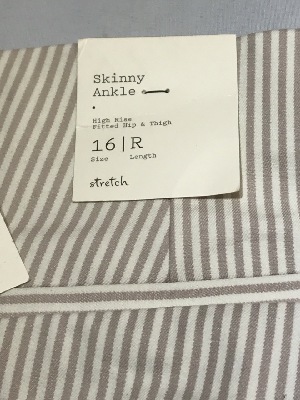 Skinny
Ankle
High Rise
Fitted Hip & Thigh
16|R
Size Length
stretch